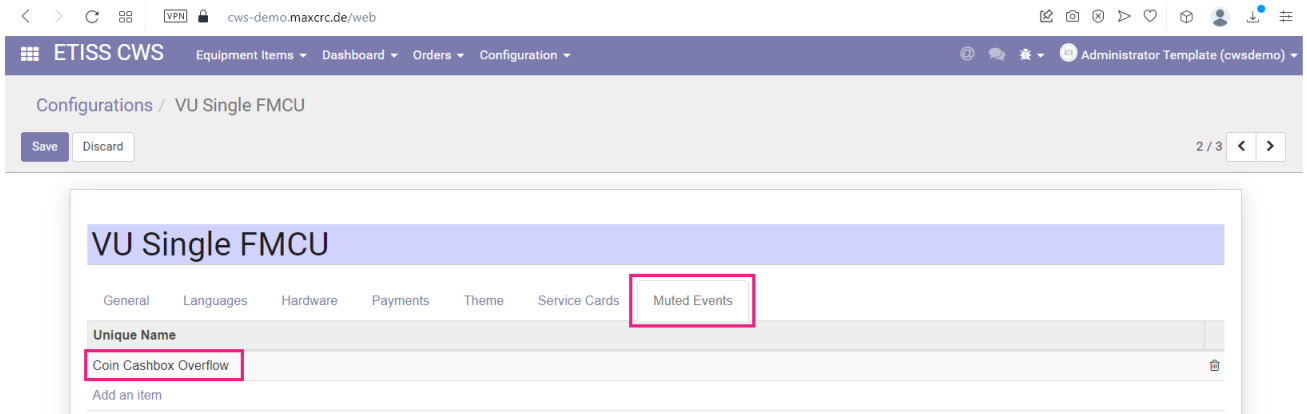 VPN cws-demo.maxcrc.de/web
ETISS CWS Equipment Items Dashboard Orders Configuration @ Administrator Template (cwsdemo)
Configurations / VU Single FMCU
Save Discard 2 / 3
VU Single FMCU
General Languages Hardware Payments Theme Service Cards Muted Events
Unique Name
Coin Cashbox Overflow
Add an item